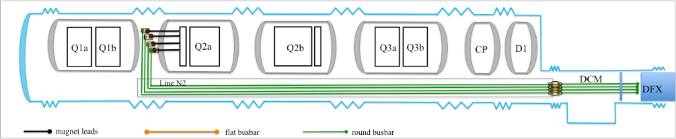 Q1a Q1b Q2a Q2b Q3a Q3b CP D1
Line N2
DCM
DFX
magnet leads flat busbar round busbar